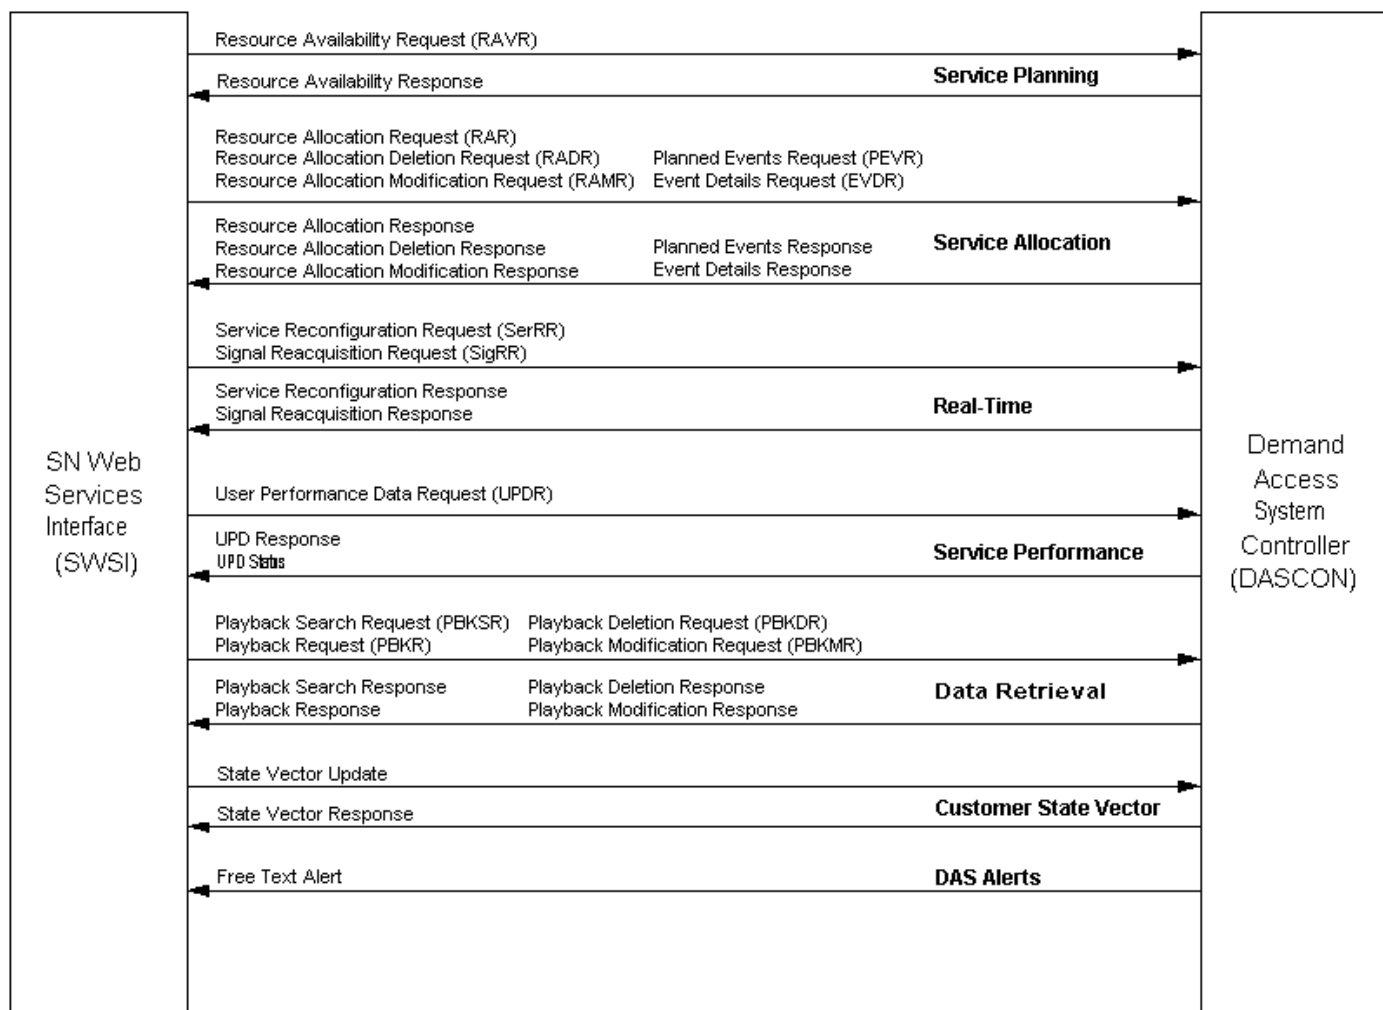 Resource Availability Request (RAVR)
Service Planning
Resource Availability Response
Resource Allocation Request (RAR)
Resource Allocation Deletion Request (RADR) Planned Events Request (PEVR)
Resource Allocation Modification Request (RAMR) Event Details Request (EVDR)
Resource Allocation Response
Service Allocation
Resource Allocation Deletion Response Planned Events Response
Resource Allocation Modification Response Event Details Response
Service Reconfiguration Request (SerRR)
Signal Reacquisition Request (SigRR)
Service Reconfiguration Response
Real-Time
Signal Reacquisition Response
SN Web
Services
Interface
(SWSI)
Demand
Access
System
Controller
(DASCON)
User Performance Data Request (UPDR)
UPD Response
Service Performance
UPD Status
Playback Search Request (PBKSR) Playback Deletion Request (PBKDR)
Playback Request (PBKR) Playback Modification Request (PBKMR)
Playback Search Response Playback Deletion Response
Data Retrieval
Playback Response Playback Modification Response
State Vector Update
Customer State Vector
State Vector Response
Free Text Alert
DAS Alerts